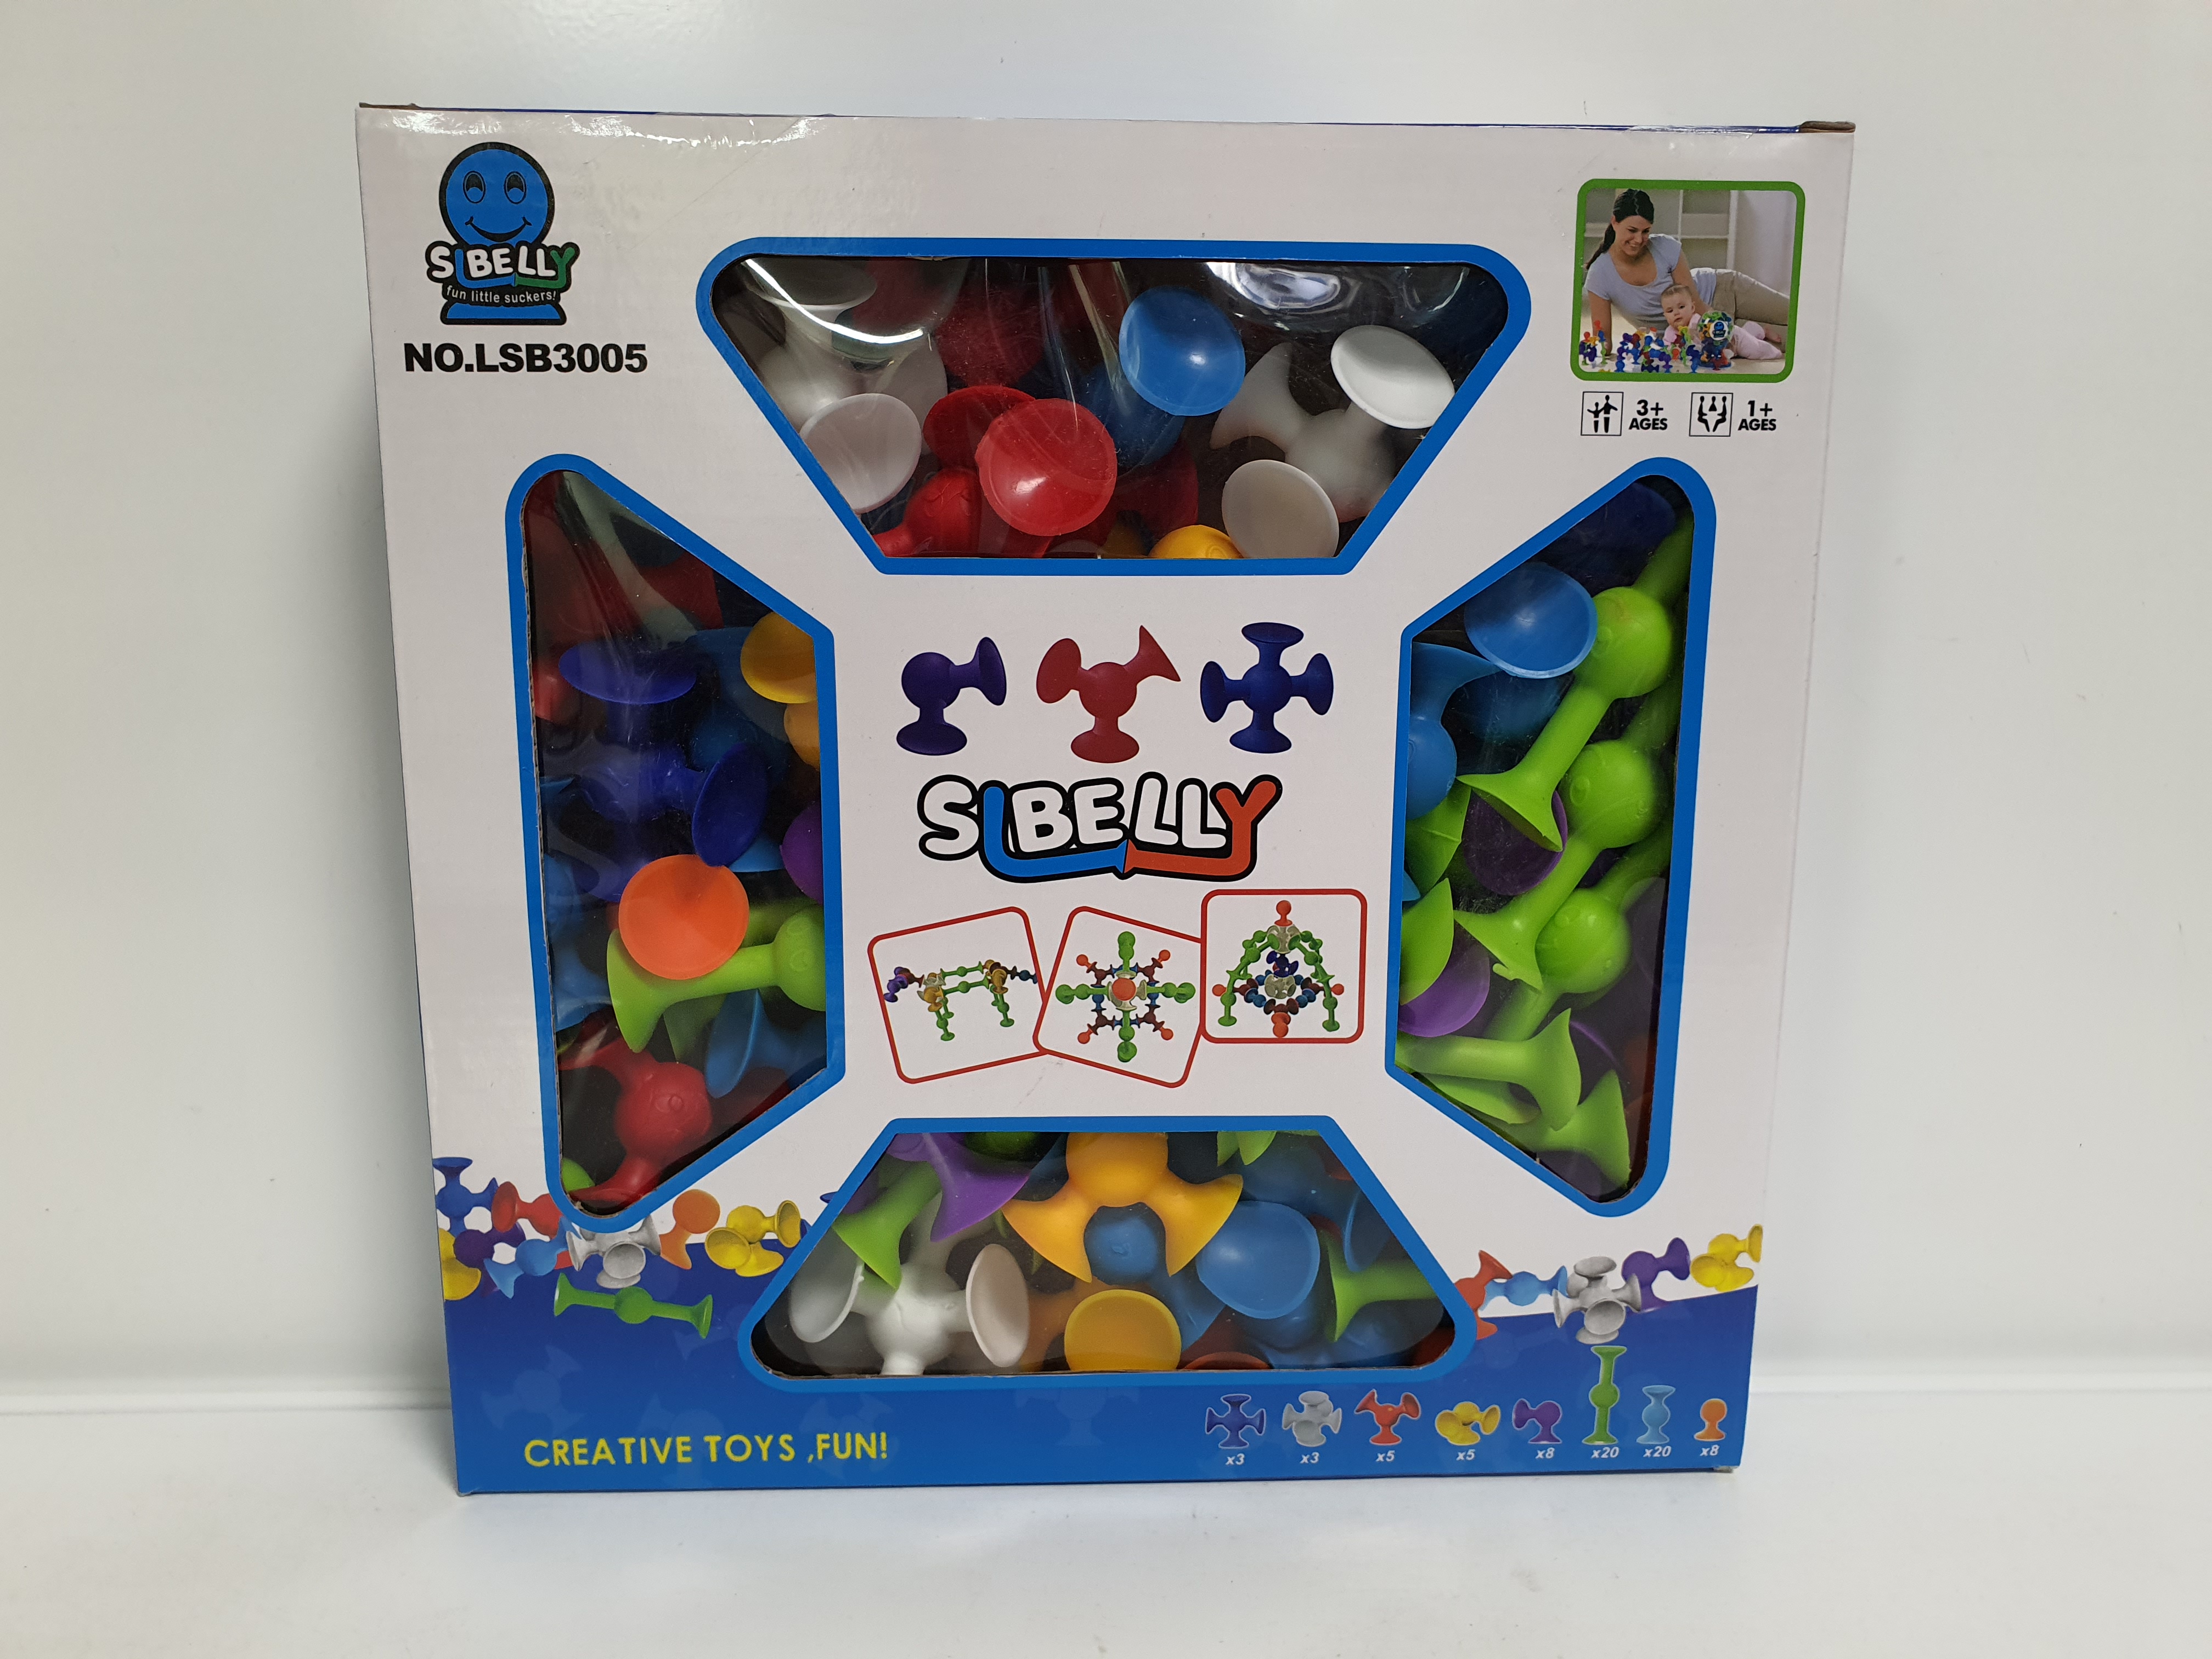 SIBELLY
fun little suckers!
NO.LSB3005
3+
AGES
1+
AGES
SIBELLY
CREATIVE TOYS ,FUN!
x3 x3 x5 x5 x8 x20 x20 x8